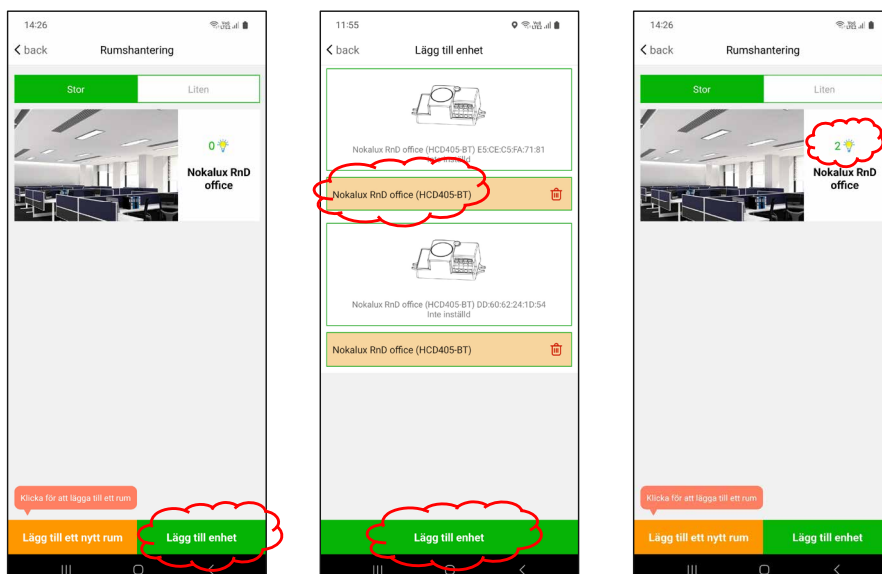 14:26
back
Rumshantering
Stor
Liten
0
Nokalux RnD
office
Klicka för att lägga till ett rum
Lägg till ett nytt rum
Lägg till enhet
11:55
back
Lägg till enhet
Nokalux RnD office (HCD405-BT) E5:CE:C5:FA:71:81
Inte inställd
Nokalux RnD office (HCD405-BT)
Nokalux RnD office (HCD405-BT) DD:60:62:24:1D:54
Inte inställd
Nokalux RnD office (HCD405-BT)
Lägg till enhet
14:26
back
Rumshantering
Stor
Liten
2
Nokalux RnD
office
Klicka för att lägga till ett rum
Lägg till ett nytt rum
Lägg till enhet